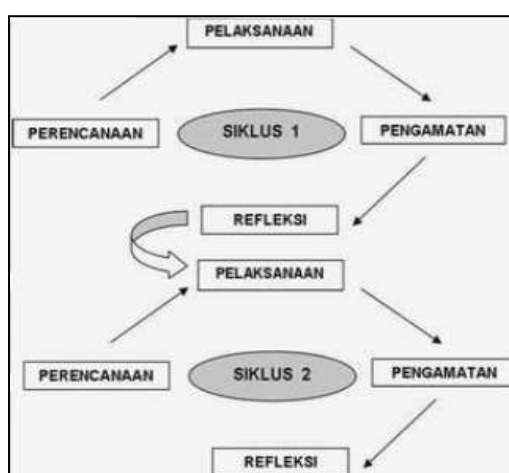 PELAKSANAAN
PERENCANAAN
SIKLUS 1
PENGAMATAN
REFLEKSI
PELAKSANAAN
PERENCANAAN
SIKLUS 2
PENGAMATAN
REFLEKSI